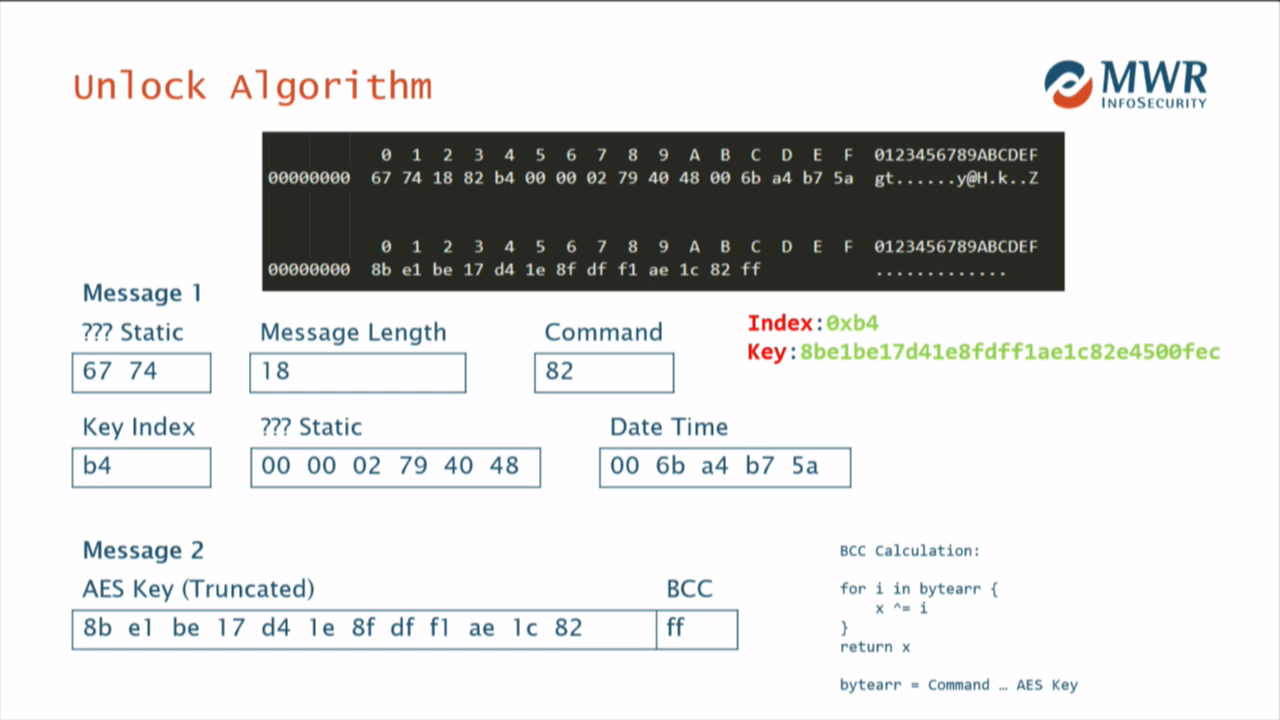 Unlock Algorithm
MWR
INFOSECURITY
0 1 2 3 4 5 6 7 8 9 A B C D E F 0123456789ABCDEF
00000000 67 74 18 82 b4 00 00 02 79 40 48 00 6b a4 b7 5a gt......y@H.k..Z
0 1 2 3 4 5 6 7 8 9 A B C D E F 0123456789ABCDEF
00000000 8b e1 be 17 d4 1e 8f df f1 ae 1c 82 ff .............
Message 1
??? Static Message Length Command
67 74 18 82
Index:0xb4
Key:8be1be17d41e8fdff1ae1c82e4500fec
Key Index ??? Static Date Time
b4 00 00 02 79 40 48 00 6b a4 b7 5a
Message 2
AES Key (Truncated) BCC
8b e1 be 17 d4 1e 8f df f1 ae 1c 82 ff
BCC Calculation:
for i in bytearr {
x ^= i
}
return x
bytearr = Command … AES Key